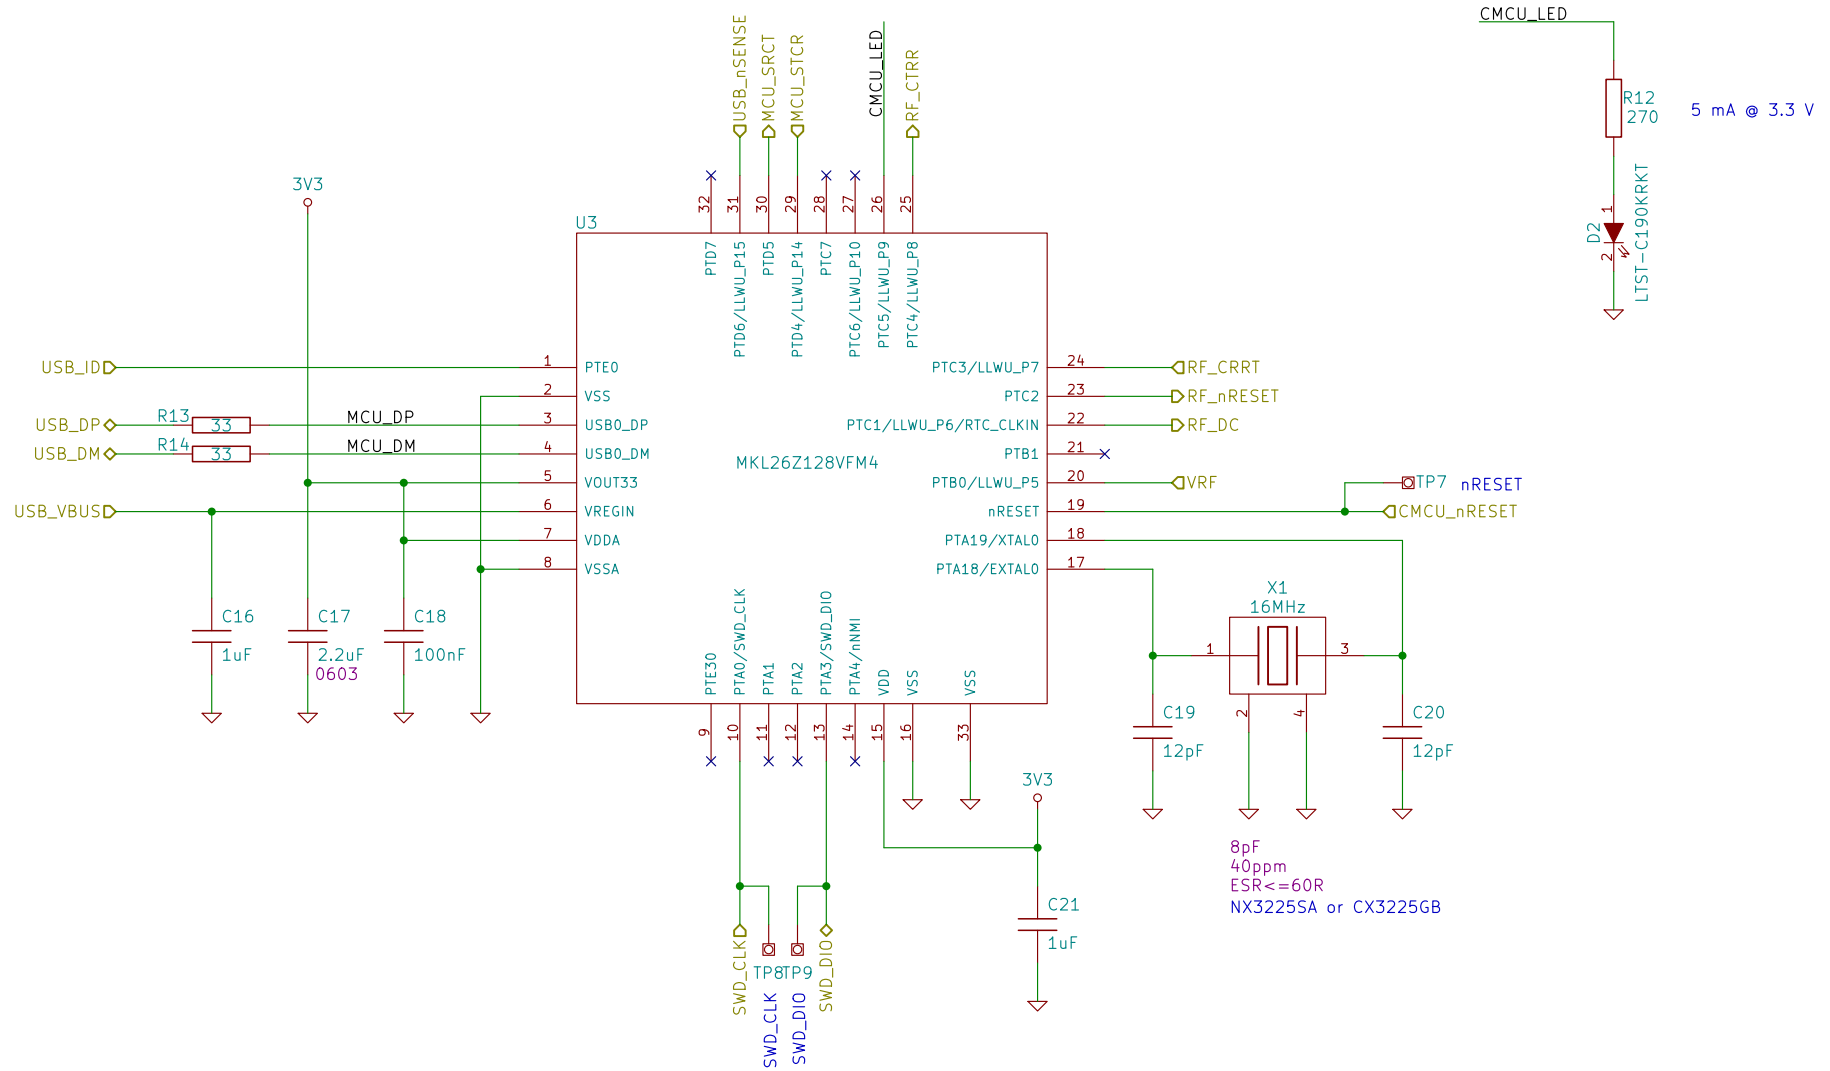 CMCU_LED
R12
270
5 mA @ 3.3 V
1
D2
2
LTST-C190KRKT
USB_nSENSE
MCU_SRCT
MCU_STCR
CMCU_LED
RF_CTRR
3V3
U3
32
31
30
29
28
27
26
25
PTD7
PTD6/LLWU_P15
PTD5
PTD4/LLWU_P14
PTC7
PTC6/LLWU_P10
PTC5/LLWU_P9
PTC4/LLWU_P8
USB_ID
1
PTE0
2
VSS
USB_DP
R13
33
MCU_DP
3
USB0_DP
USB_DM
R14
33
MCU_DM
4
USB0_DM
5
VOUT33
USB_VBUS
6
VREGIN
7
VDDA
8
VSSA
MKL26Z128VFM4
PTC3/LLWU_P7
24
RF_CRRT
PTC2
23
RF_nRESET
PTC1/LLWU_P6/RTC_CLKIN
22
RF_DC
PTB1
21
PTB0/LLWU_P5
20
VRF
nRESET
19
TP7
nRESET
CMCU_nRESET
PTA19/XTAL0
18
PTA18/EXTAL0
17
C16
1uF
C17
2.2uF
0603
C18
100nF
PTE30
PTA0/SWD_CLK
PTA1
PTA2
PTA3/SWD_DIO
PTA4/nNMI
VDD
VSS
VSS
9
10
11
12
13
14
15
16
33
X1
16MHz
1
3
2
4
C19
12pF
C20
12pF
3V3
8pF
40ppm
ESR<=60R
NX3225SA or CX3225GB
C21
1uF
SWD_CLK
TP8
TP9
SWD_DIO
SWD_CLK
SWD_DIO